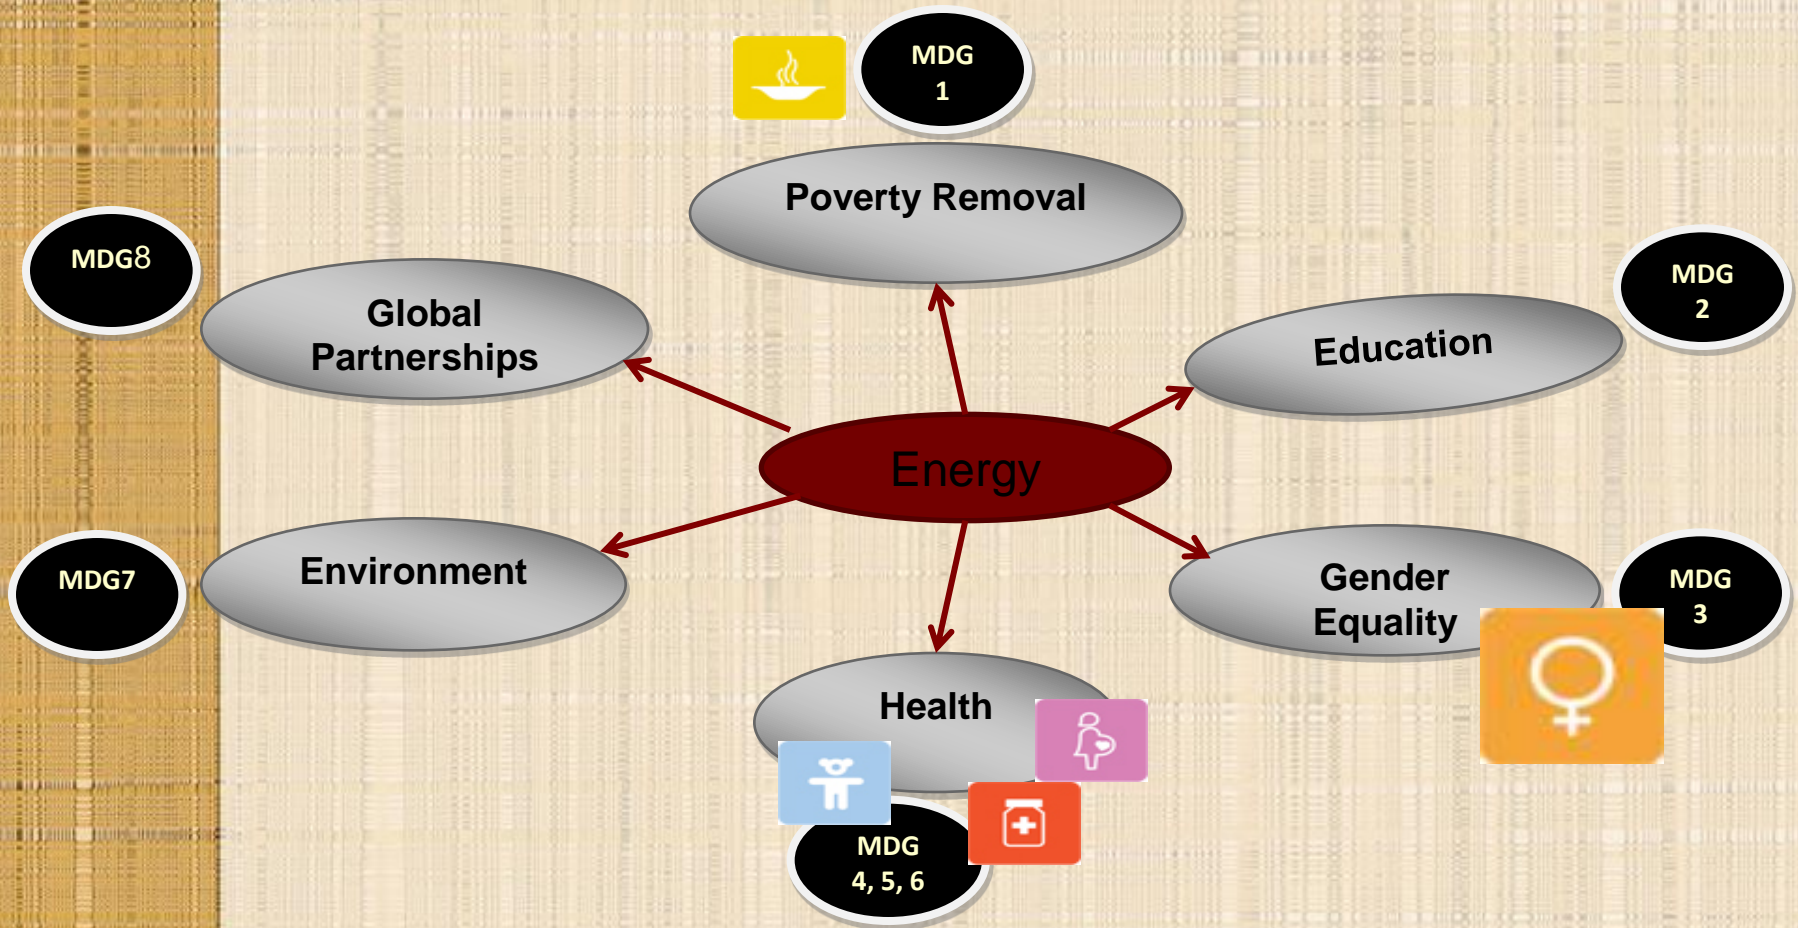 MDG
1
Poverty Removal
MDG8
Global
Partnerships
MDG
2
Education
Energy
MDG7
Environment
Gender
Equality
MDG
3
Health
MDG
4, 5, 6